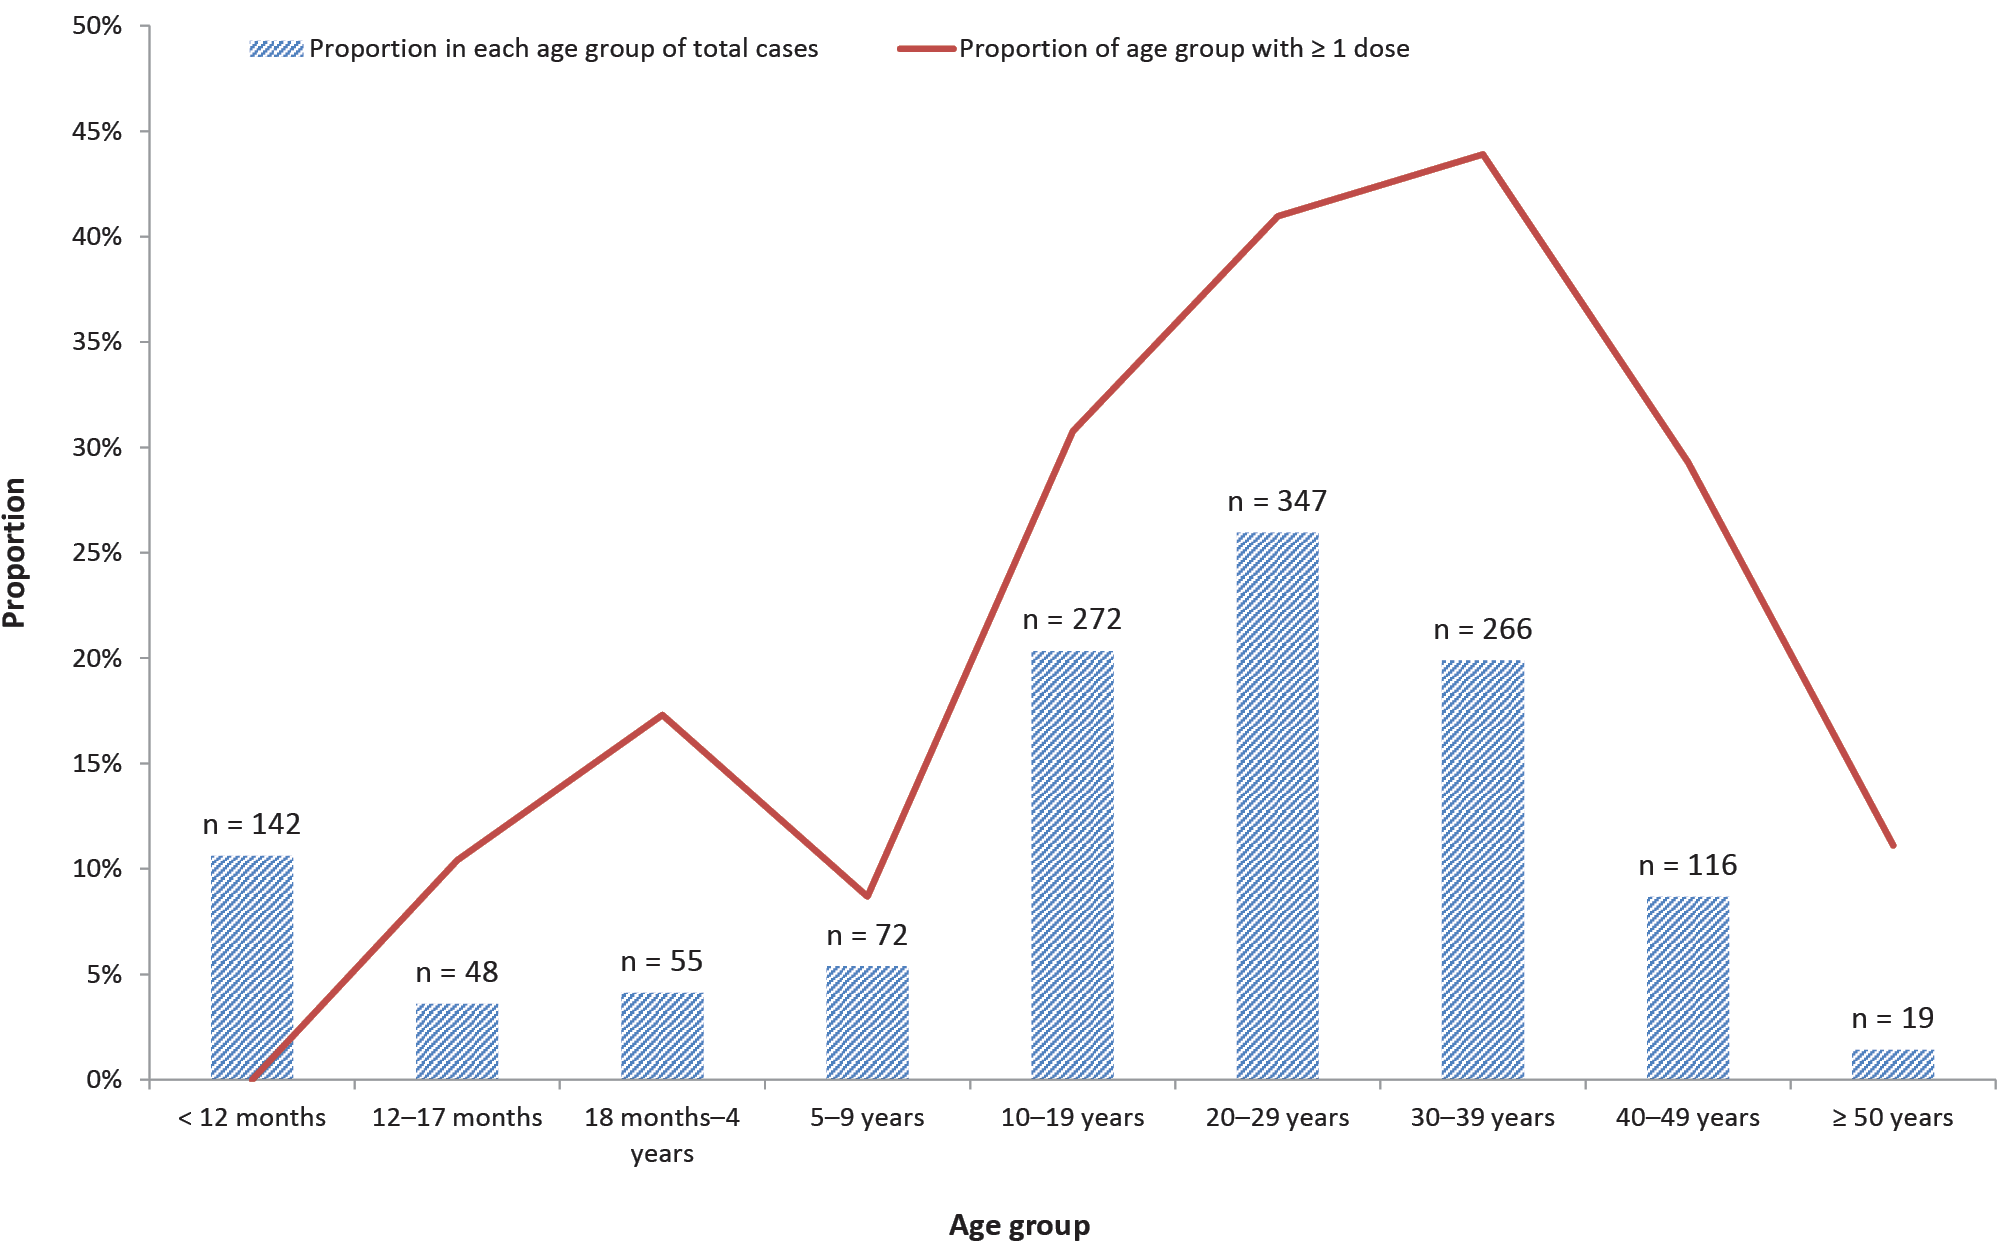 50%
Proportion in each age group of total cases
Proportion of age group with ≥ 1 dose
45%
40%
35%
30%
25%
20%
15%
10%
5%
0%
Proportion
n = 142
n = 48
n = 55
n = 72
n = 272
n = 347
n = 266
n = 116
n = 19
< 12 months
12–17 months
18 months–4
years
5–9 years
10–19 years
20–29 years
30–39 years
40–49 years
≥ 50 years
Age group